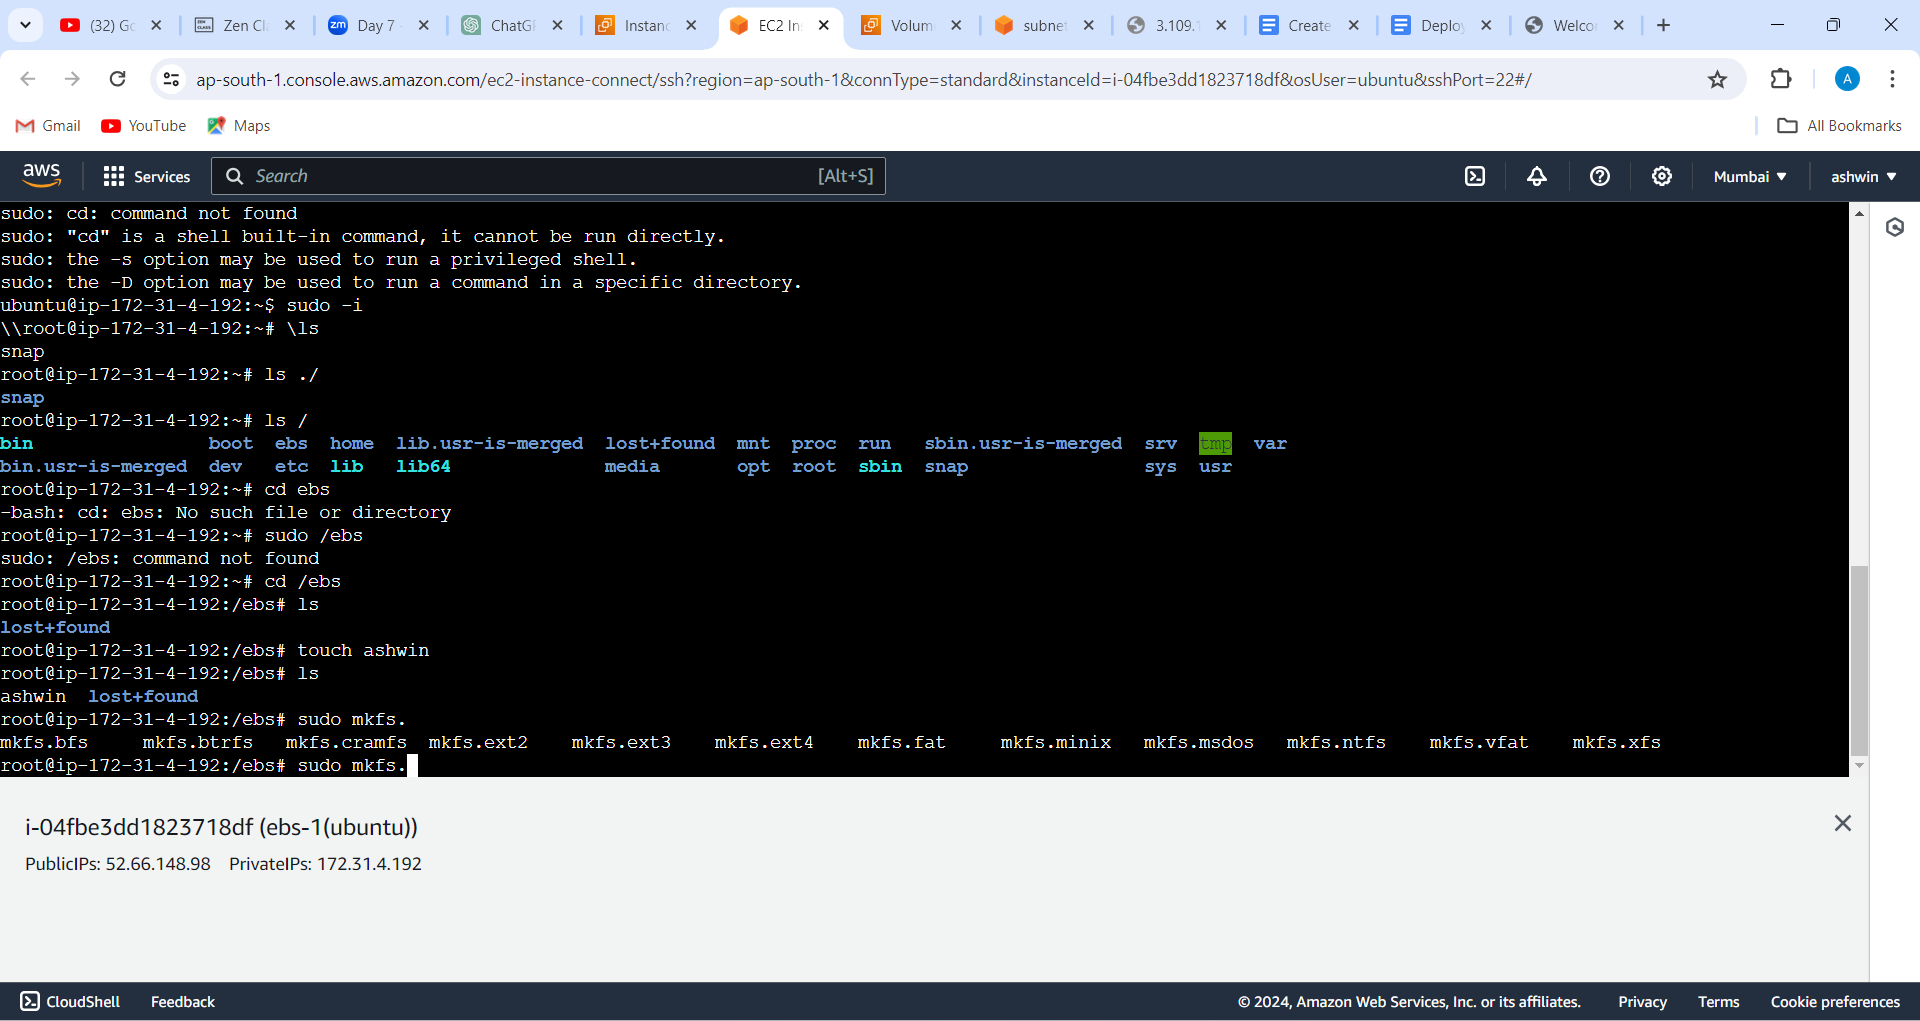 (32) Gc
Zen Cl
zm Day 7 -
ChatG
Instanc
EC2 In
Volum
subne
3.109.
Create
Deploy
Welco
ap-south-1.console.aws.amazon.com/ec2-instance-connect/ssh?region=ap-south-1&connType=standard&instanceId=i-04fbe3dd1823718df&osUser=ubuntu&sshPort=22#/
A
Gmail YouTube Maps All Bookmarks
aws Services Search [Alt+S] Mumbai ▼ ashwin ▼
sudo: cd: command not found
sudo: "cd" is a shell built-in command, it cannot be run directly.
sudo: the -s option may be used to run a privileged shell.
sudo: the -D option may be used to run a command in a specific directory.
ubuntu@ip-172-31-4-192:~$ sudo -i
\\root@ip-172-31-4-192:~# \ls
snap
root@ip-172-31-4-192:~# ls ./
snap
root@ip-172-31-4-192:~# ls /
bin boot ebs home lib.usr-is-merged lost+found mnt proc run sbin.usr-is-merged srv tmp var
bin.usr-is-merged dev etc lib lib64 media opt root sbin snap sys usr
root@ip-172-31-4-192:~# cd ebs
-bash: cd: ebs: No such file or directory
root@ip-172-31-4-192:~# sudo /ebs
sudo: /ebs: command not found
root@ip-172-31-4-192:~# cd /ebs
root@ip-172-31-4-192:/ebs# ls
lost+found
root@ip-172-31-4-192:/ebs# touch ashwin
root@ip-172-31-4-192:/ebs# ls
ashwin lost+found
root@ip-172-31-4-192:/ebs# sudo mkfs.
mkfs.bfs mkfs.btrfs mkfs.cramfs mkfs.ext2 mkfs.ext3 mkfs.ext4 mkfs.fat mkfs.minix mkfs.msdos mkfs.ntfs mkfs.vfat mkfs.xfs
root@ip-172-31-4-192:/ebs# sudo mkfs.
i-04fbe3dd1823718df (ebs-1(ubuntu))
PublicIPs: 52.66.148.98 PrivateIPs: 172.31.4.192
CloudShell Feedback © 2024, Amazon Web Services, Inc. or its affiliates. Privacy Terms Cookie preferences